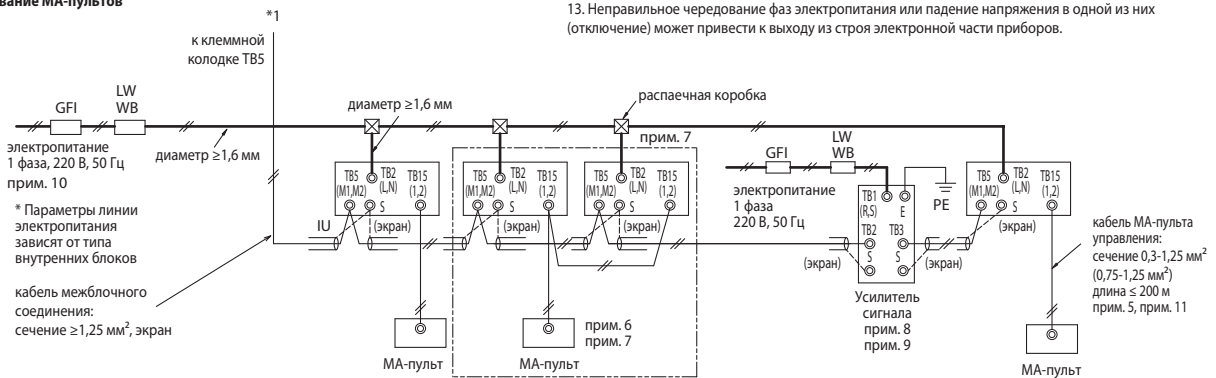 вание МА-пультов
13. Неправильное чередование фаз электропитания или падение напряжения в одной из них
(отключение) может привести к выходу из строя электронной части приборов.
*1
к клеммной
колодке TB5
GFI
LW
WB
диаметр ≥1,6 мм
распаечная коробка
прим. 7
электропитание
1 фаза, 220 В, 50 Гц
прим. 10
диаметр ≥1,6 мм
* Параметры линии
электропитания
зависят от типа
внутренних блоков
кабель межблочного
соединения:
сечение ≥1,25 мм², экран
TB5
(M1,M2)
TB2
(L,N)
TB15
(1,2)
S
IU
(экран)
МА-пульт
TB5
(M1,M2)
TB2
(L,N)
TB15
(1,2)
S
(экран)
МА-пульт
TB5
(M1,M2)
TB2
(L,N)
TB15
(1,2)
S
(экран)
прим. 6
прим. 7
GFI
LW
WB
электропитание
1 фаза
220 В, 50 Гц
TB1
(R,S)
E
PE
TB2
TB3
S
S
(экран)
(экран)
Усилитель
сигнала
прим. 8
прим. 9
TB5
(M1,M2)
TB2
(L,N)
TB15
(1,2)
S
(экран)
кабель МА-пульта
управления:
сечение 0,3-1,25 мм²
(0,75-1,25 мм²)
длина ≤ 200 м
прим. 5, прим. 11
МА-пульт